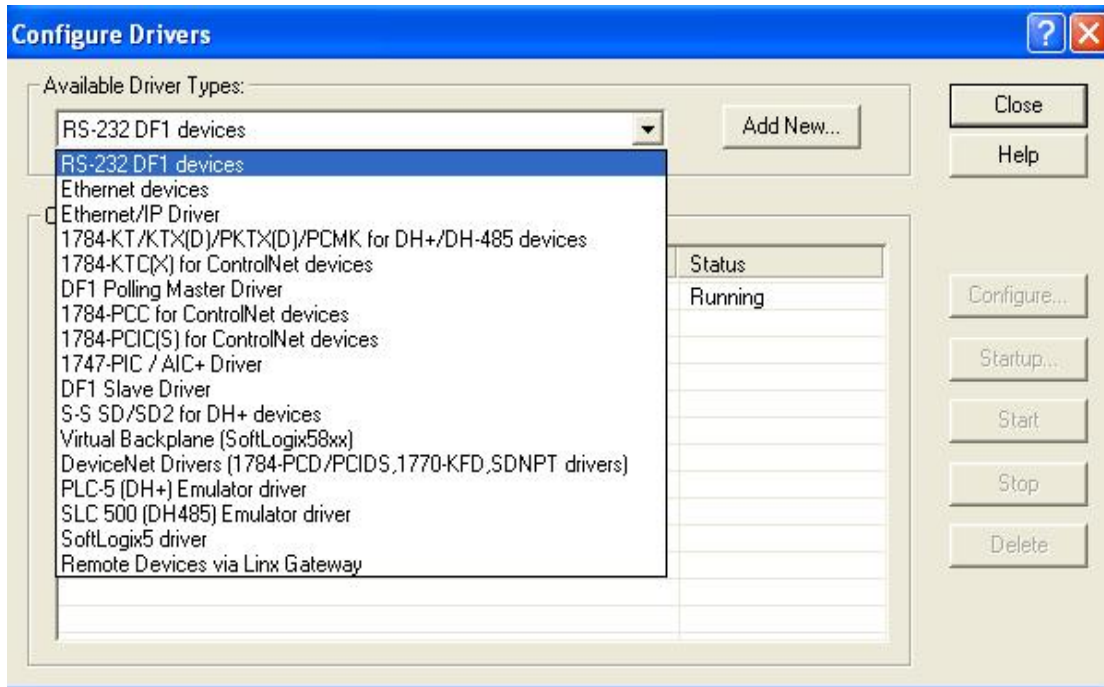 Configure Drivers
Available Driver Types:
RS-232 DF1 devices
Add New...
Close
Help
RS-232 DF1 devices
Ethernet devices
Ethernet/IP Driver
1784-KT/KTX(D)/PKTX(D)/PCMK for DH+/DH-485 devices
1784-KTC(X) for ControlNet devices
DF1 Polling Master Driver
1784-PCC for ControlNet devices
1784-PCIC(S) for ControlNet devices
1747-PIC / AIC+ Driver
DF1 Slave Driver
S-S SD/SD2 for DH+ devices
Virtual Backplane (SoftLogix58xx)
DeviceNet Drivers (1784-PCD/PCIDS,1770-KFD,SDNPT drivers)
PLC-5 (DH+) Emulator driver
SLC 500 (DH485) Emulator driver
SoftLogix5 driver
Remote Devices via Linx Gateway
Status
Running
Configure...
Startup...
Start
Stop
Delete